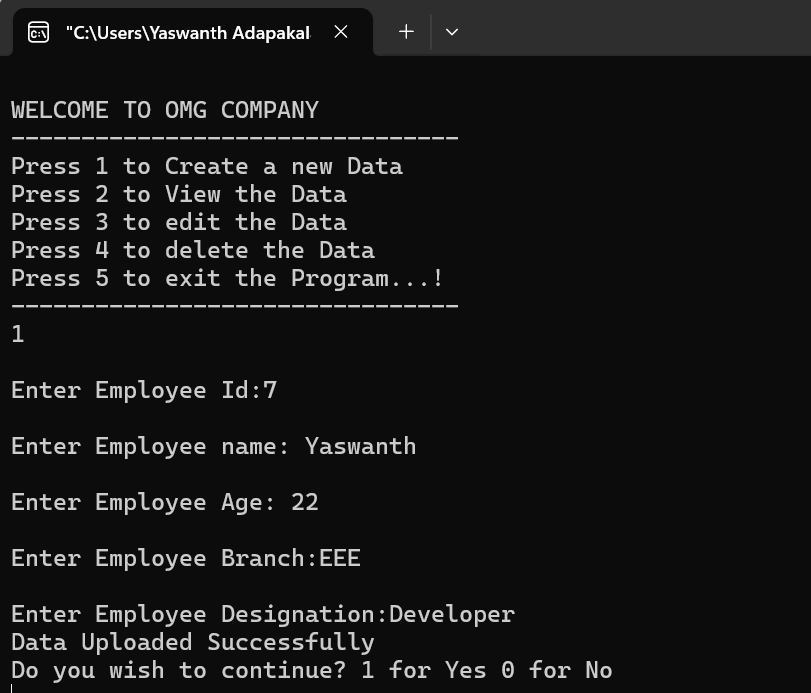 "C:\Users\Yaswanth Adapakal
WELCOME TO OMG COMPANY
--------------------------------
Press 1 to Create a new Data
Press 2 to View the Data
Press 3 to edit the Data
Press 4 to delete the Data
Press 5 to exit the Program...!
--------------------------------
1
Enter Employee Id:7
Enter Employee name: Yaswanth
Enter Employee Age: 22
Enter Employee Branch:EEE
Enter Employee Designation:Developer
Data Uploaded Successfully
Do you wish to continue? 1 for Yes 0 for No